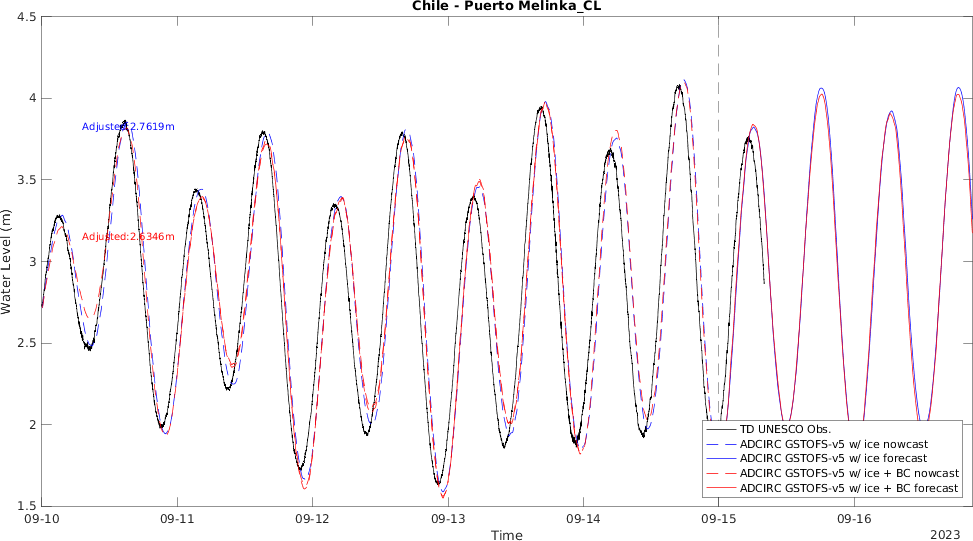 Chile - Puerto Melinka_CL
4.5
4
3.5
3
2.5
2
1.5
Water Level (m)
Adjusted:2.7619m
Adjusted:2.6346m
TD UNESCO Obs.
ADCIRC GSTOFS-v5 w/ ice nowcast
ADCIRC GSTOFS-v5 w/ ice forecast
ADCIRC GSTOFS-v5 w/ ice + BC nowcast
ADCIRC GSTOFS-v5 w/ ice + BC forecast
09-10 09-11 09-12 09-13 09-14 09-15 09-16
Time
2023